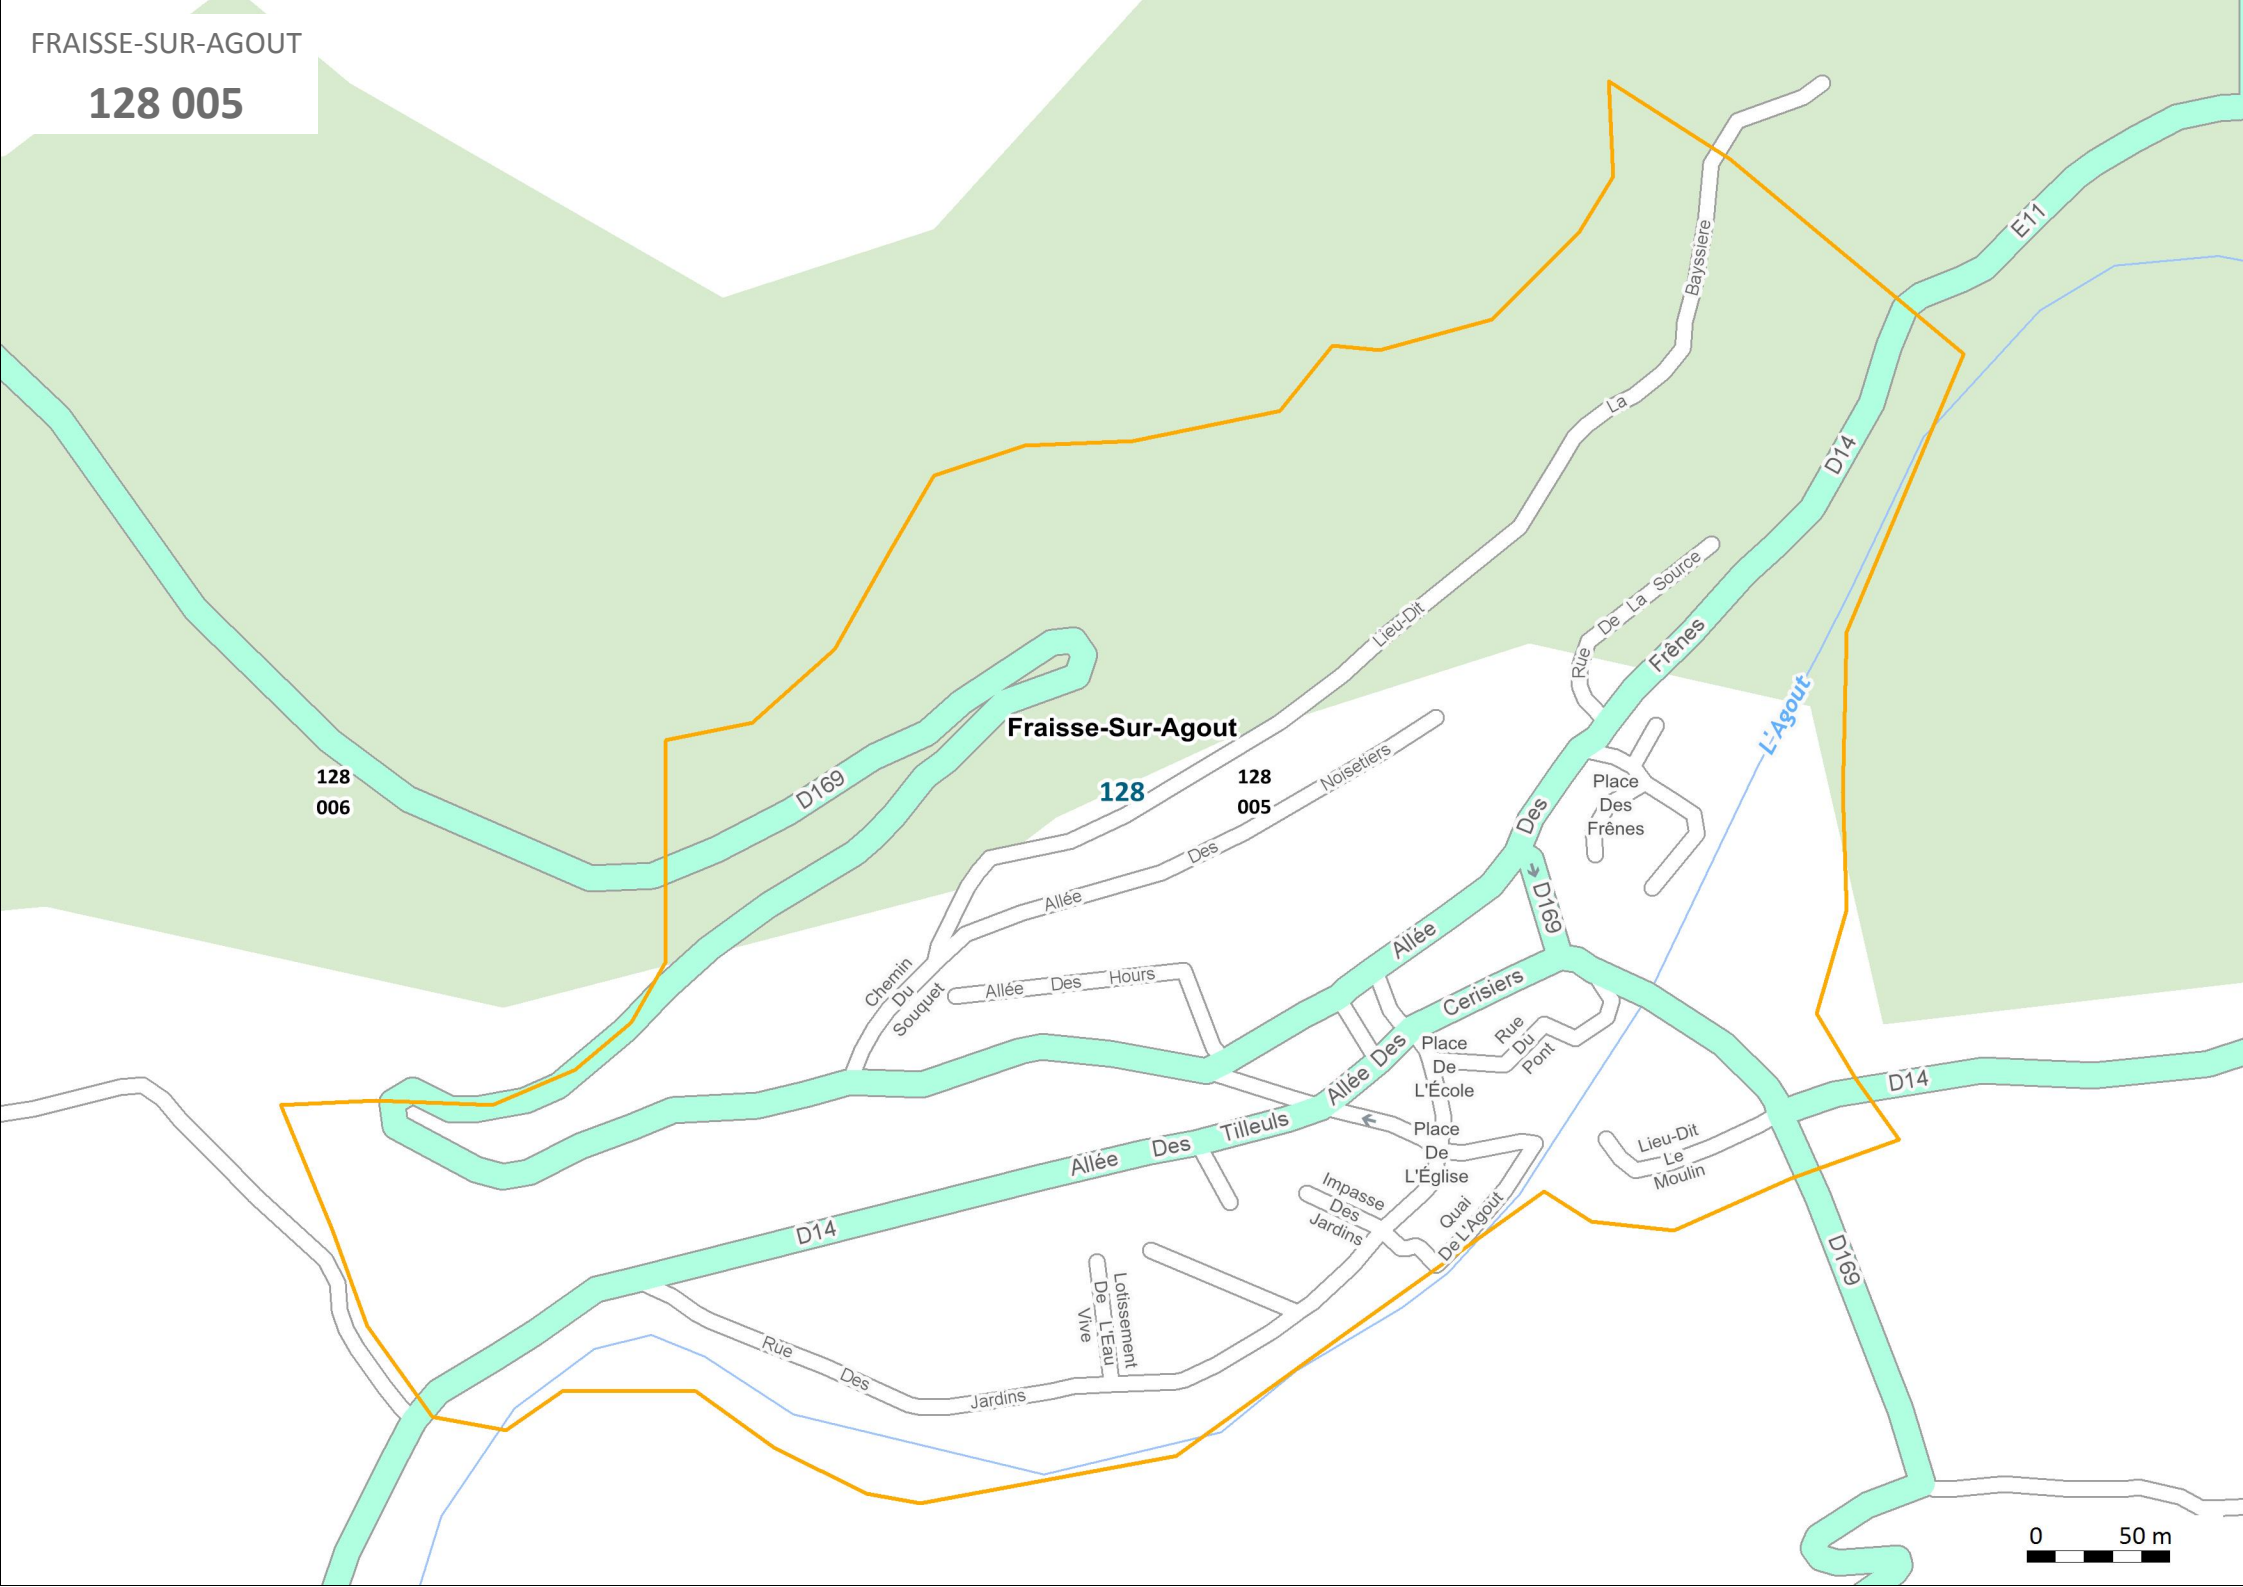 FRAISSE-SUR-AGOUT
128 005
E11
Bayssiere
La
D14
Rue De La Source
Lieu-Dit
Frênes
L'Agout
Fraisse-Sur-Agout
128
006
D169
128
128
005
Allée Des Noisetiers
Place
Des
Frênes
Des
D169
Allée
Chemin
Du
Souquet
Allée Des Hours
Cerisiers
Des
Allée
Place
De
L'École
Rue
Du
Pont
D14
Allée Des Tilleuls
Place
De
L'Église
Lieu-Dit
Le
Moulin
Impasse
Des
Jardins
Quai
De L'Agout
D14
D169
Lotissement
De L'Eau
Vive
Rue Des Jardins
0 50 m